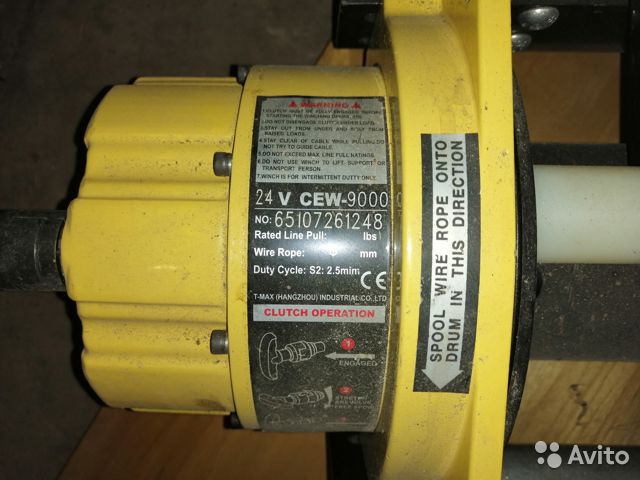 WARNING
1.CLUTCH MUST BE FULLY ENGAGED BEFORE
STARTING THE WINCHING
2.DO NOT DISENGAGE CLUTCH UNDER LOAD.
3.STAY OUT FROM UNDER AND AWAY FROM
RAISED LOADS.
4.STAY CLEAR OF CABLE WHILE PULLING.DO
NOT TRY TO GUIDE CABLE.
5.DO NOT EXCEED MAX. LINE PULL RATINGS.
6.DO NOT USE WINCH TO LIFT, SUPPORT OR
TRANSPORT PERSON
7.WINCH IS FOR INTERMITTENT DUTY ONLY.
24 V CEW-9000
NO: 65107261248
Rated Line Pull: lbs
Wire Rope: Φ mm
Duty Cycle: S2: 2.5min
CE
T-MAX (HANGZHOU) INDUSTRIAL CO.,LTD
CLUTCH OPERATION
1
ENGAGED
2
FREE SPOOL
SPOOL WIRE ROPE ONTO
DRUM IN THIS DIRECTION
Avito